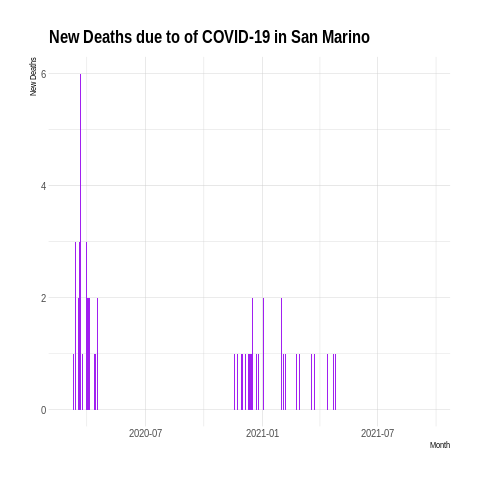 New Deaths due to of COVID-19 in San Marino
New Deaths
6
4
2
0
2020-07
2021-01
2021-07
Month